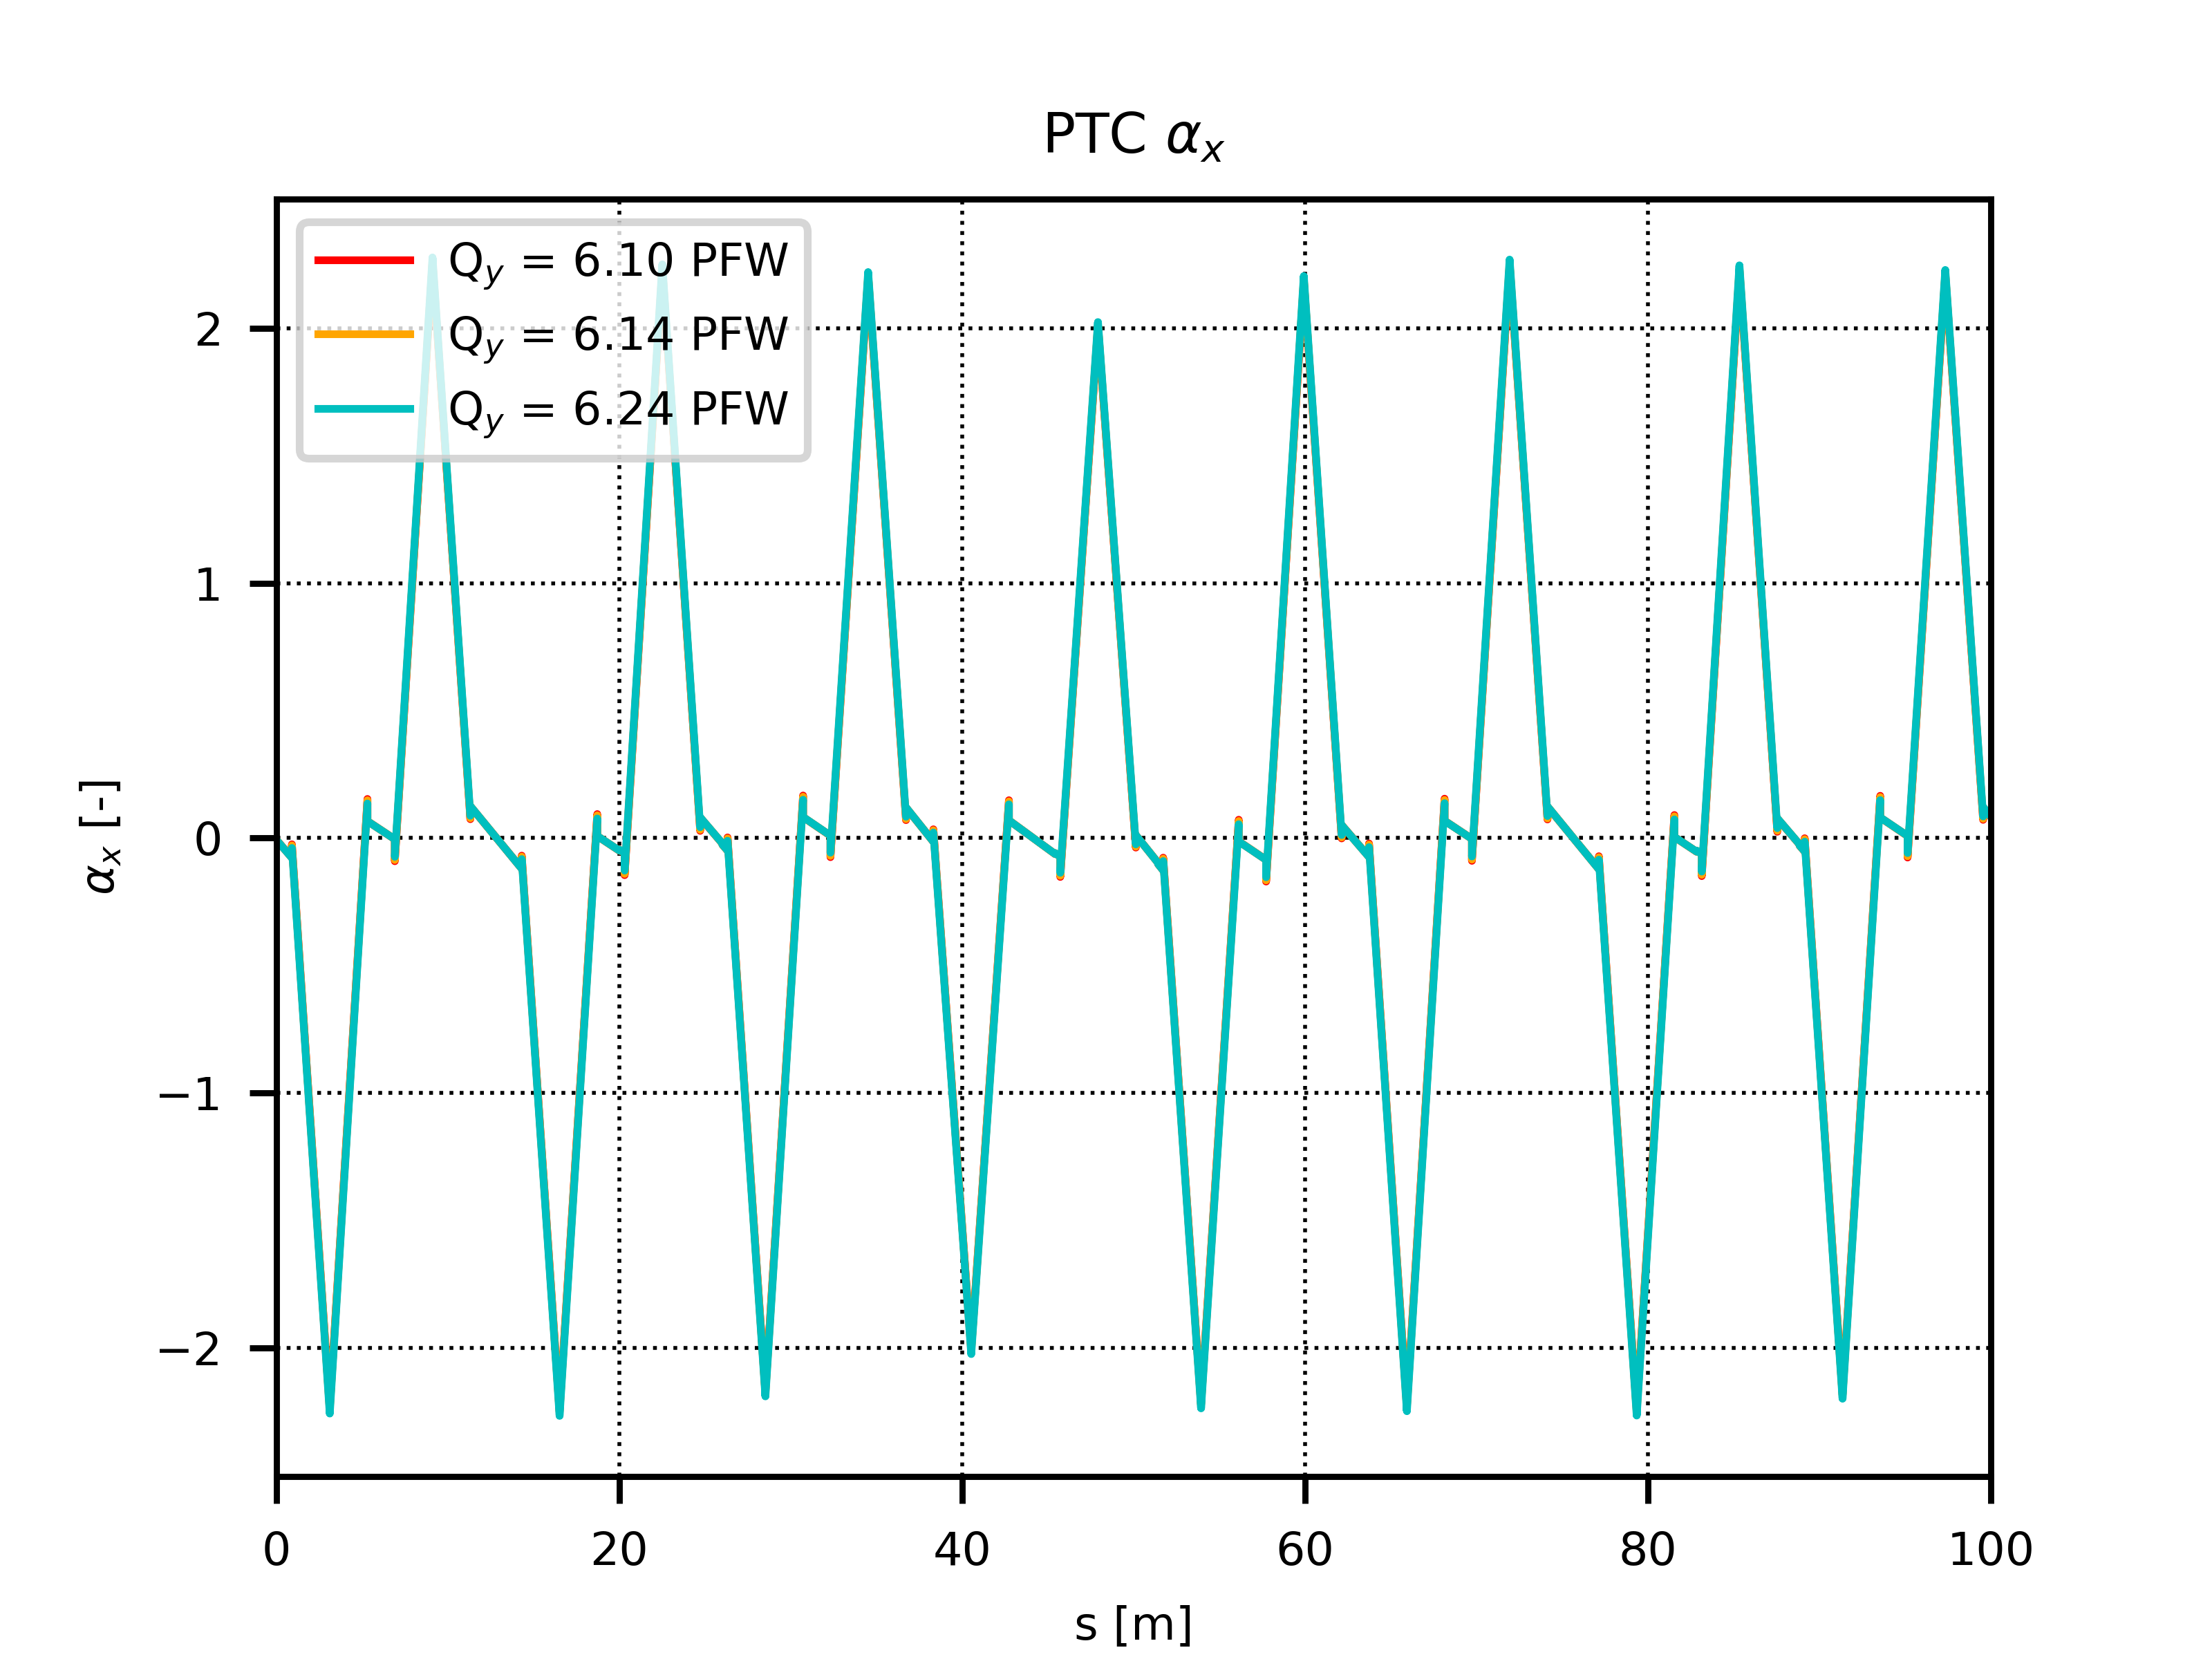 PTC αx
Qy = 6.10 PFW
Qy = 6.14 PFW
Qy = 6.24 PFW
2
1
0
−1
−2
αx [-]
0 20 40 60 80 100
s [m]